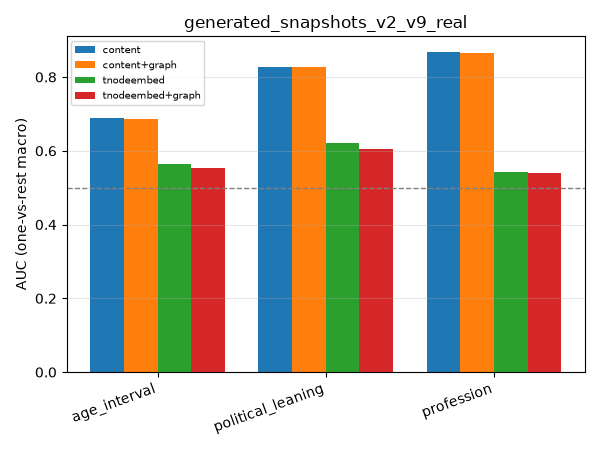 generated_snapshots_v2_v9_real
content
content+graph
tnodeembed
tnodeembed+graph
AUC (one-vs-rest macro)
0.8
0.6
0.4
0.2
0.0
age_interval
political_leaning
profession